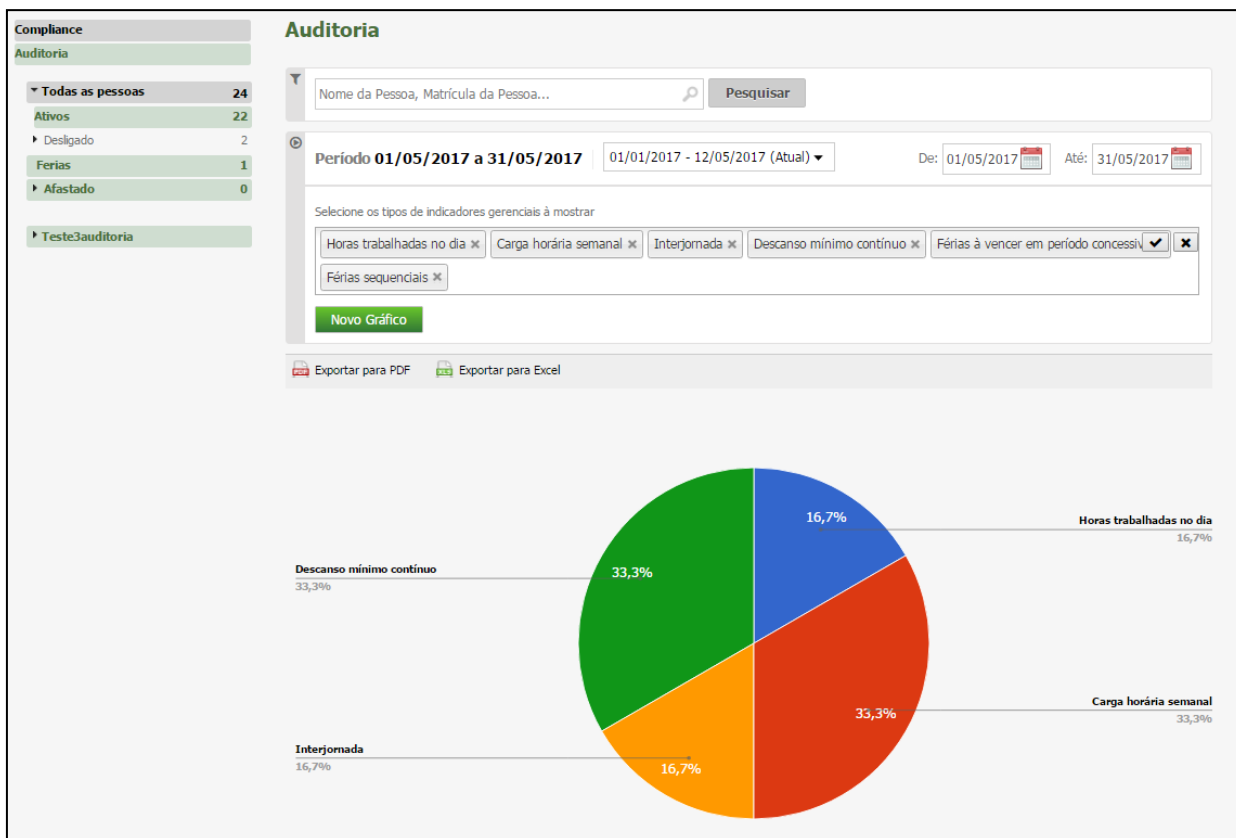 Compliance
Auditoria
Todas as pessoas 24
Ativos 22
Desligado 2
Ferias 1
Afastado 0
Teste3auditoria
Auditoria
Nome da Pessoa, Matrícula da Pessoa...
Pesquisar
Período 01/05/2017 a 31/05/2017
01/01/2017 - 12/05/2017 (Atual)
De: 01/05/2017
Até: 31/05/2017
Selecione os tipos de indicadores gerenciais à mostrar
Horas trabalhadas no dia Carga horária semanal Interjornada Descanso mínimo contínuo Férias à vencer em período concessiv
Férias sequenciais
Novo Gráfico
Exportar para PDF Exportar para Excel
16,7%
Horas trabalhadas no dia
16,7%
Descanso mínimo contínuo
33,3%
33,3%
33,3%
Carga horária semanal
33,3%
Interjornada
16,7%
16,7%